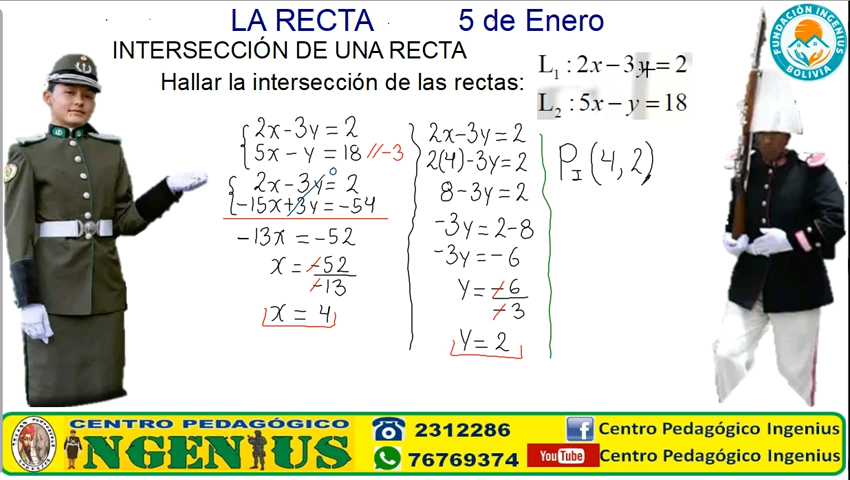 LA RECTA 5 de Enero
INTERSECCIÓN DE UNA RECTA
Hallar la intersección de las rectas:
L₁ : 2x − 3y = 2
L₂ : 5x − y = 18
2x - 3y = 2
5x - y = 18 // -3
2x - 3y = 2
0
-15x + 3y = -54
-13x = -52
x = -52/-13
x = 4
2x - 3y = 2
2(4) - 3y = 2
8 - 3y = 2
-3y = 2 - 8
-3y = -6
y = -6/-3
y = 2
P_I (4, 2)
FUNDACIÓN INGENIUS
BOLIVIA
CENTRO PEDAGÓGICO
INGENIUS
2312286
76769374
f Centro Pedagógico Ingenius
YouTube Centro Pedagógico Ingenius